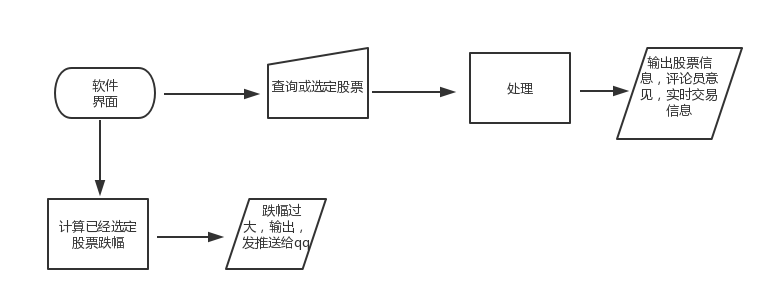 软件
界面
查询或选定股票
处理
输出股票信
息，评论员意
见，实时交易
信息
计算已经选定
股票跌幅
跌幅过
大，输出，
发推送给qq